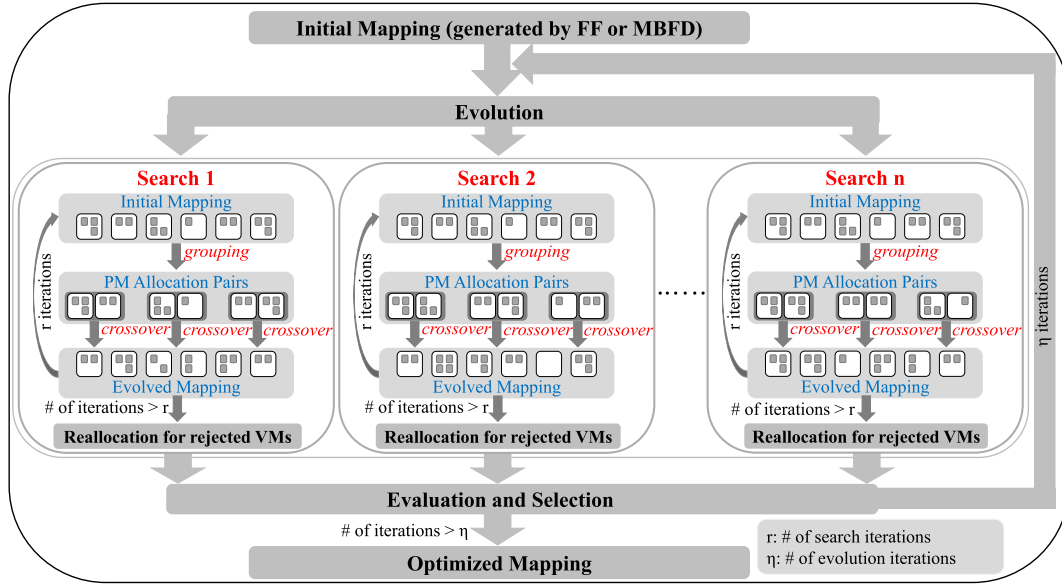 Initial Mapping (generated by FF or MBFD)
Evolution
Search 1
Initial Mapping
grouping
PM Allocation Pairs
crossover crossover crossover
Evolved Mapping
r iterations
# of iterations > r
Reallocation for rejected VMs
Search 2
Initial Mapping
grouping
PM Allocation Pairs
crossover crossover crossover
Evolved Mapping
r iterations
# of iterations > r
Reallocation for rejected VMs
......
Search n
Initial Mapping
grouping
PM Allocation Pairs
crossover crossover crossover
Evolved Mapping
r iterations
# of iterations > r
Reallocation for rejected VMs
η iterations
Evaluation and Selection
# of iterations > η
Optimized Mapping
r: # of search iterations
η: # of evolution iterations